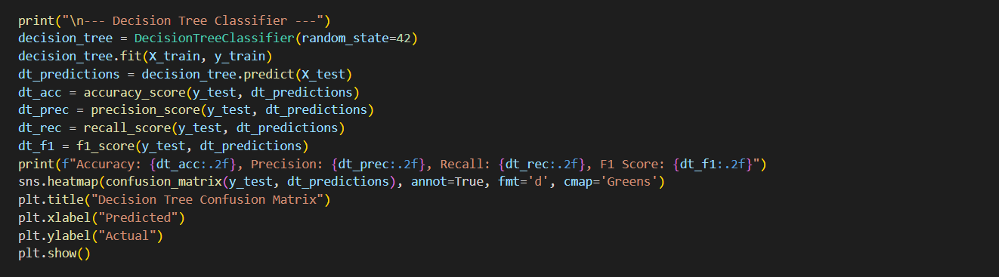 print("\n--- Decision Tree Classifier ---")
decision_tree = DecisionTreeClassifier(random_state=42)
decision_tree.fit(X_train, y_train)
dt_predictions = decision_tree.predict(X_test)
dt_acc = accuracy_score(y_test, dt_predictions)
dt_prec = precision_score(y_test, dt_predictions)
dt_rec = recall_score(y_test, dt_predictions)
dt_f1 = f1_score(y_test, dt_predictions)
print(f"Accuracy: {dt_acc:.2f}, Precision: {dt_prec:.2f}, Recall: {dt_rec:.2f}, F1 Score: {dt_f1:.2f}")
sns.heatmap(confusion_matrix(y_test, dt_predictions), annot=True, fmt='d', cmap='Greens')
plt.title("Decision Tree Confusion Matrix")
plt.xlabel("Predicted")
plt.ylabel("Actual")
plt.show()